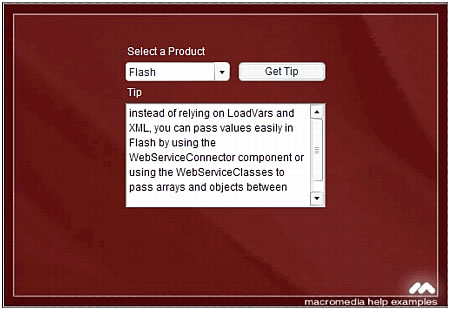 Select a Product
Flash
Get Tip
Tip
instead of relying on LoadVars and
XML, you can pass values easily in
Flash by using the
WebServiceConnector component or
using the WebServiceClasses to
pass arrays and objects between
macromedia help examples